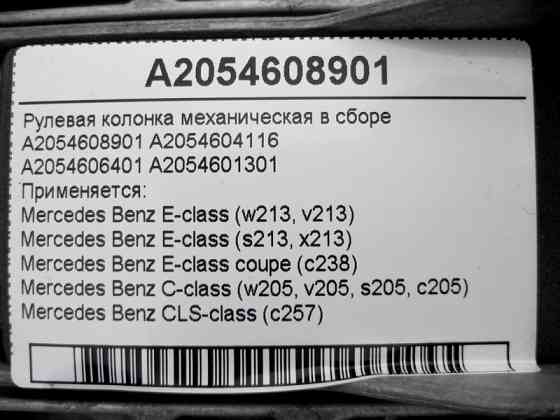 A2054608901
Рулевая колонка механическая в сборе
A2054608901 A2054604116
A2054606401 A2054601301
Применяется:
Mercedes Benz E-class (w213, v213)
Mercedes Benz E-class (s213, x213)
Mercedes Benz E-class coupe (c238)
Mercedes Benz C-class (w205, v205, s205, c205)
Mercedes Benz CLS-class (c257)